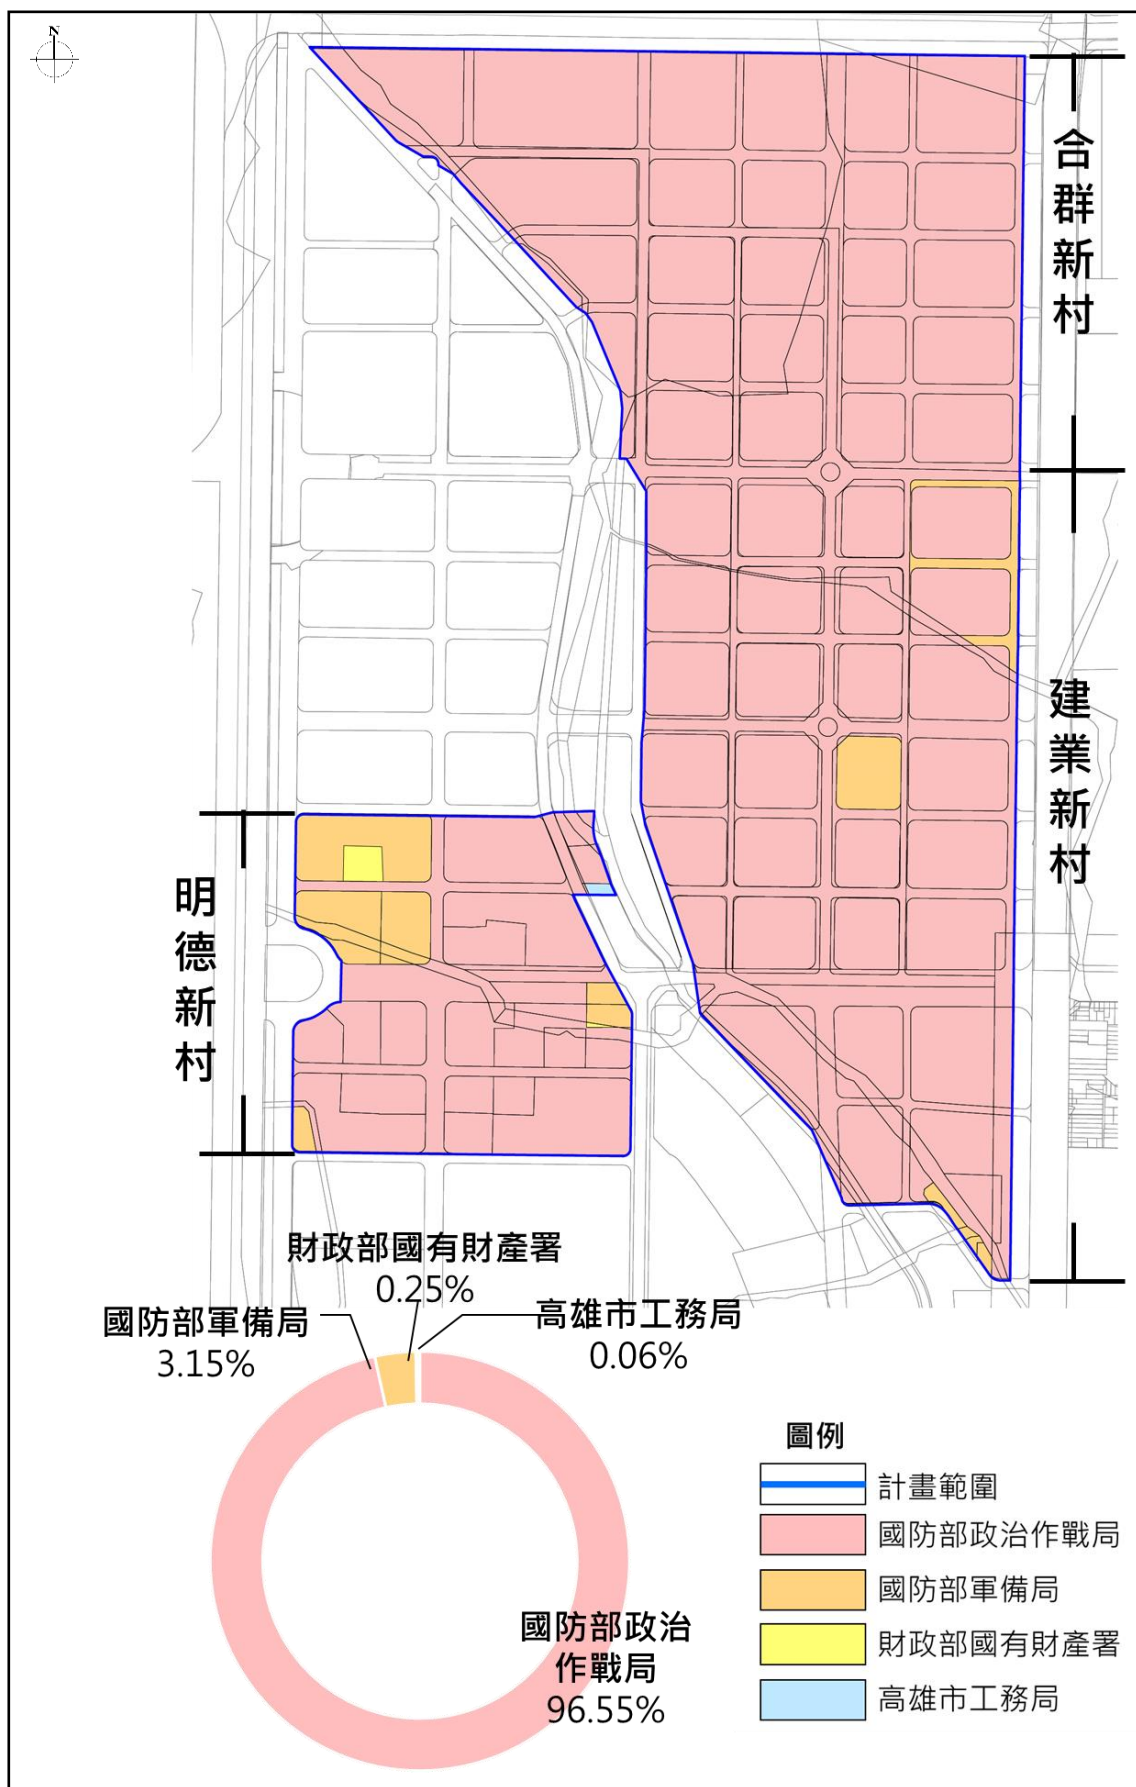 N
合群新村
建業新村
明德新村
財政部國有財產署
0.25%
國防部軍備局
3.15%
高雄市工務局
0.06%
國防部政治
作戰局
96.55%
圖例
計畫範圍
國防部政治作戰局
國防部軍備局
財政部國有財產署
高雄市工務局